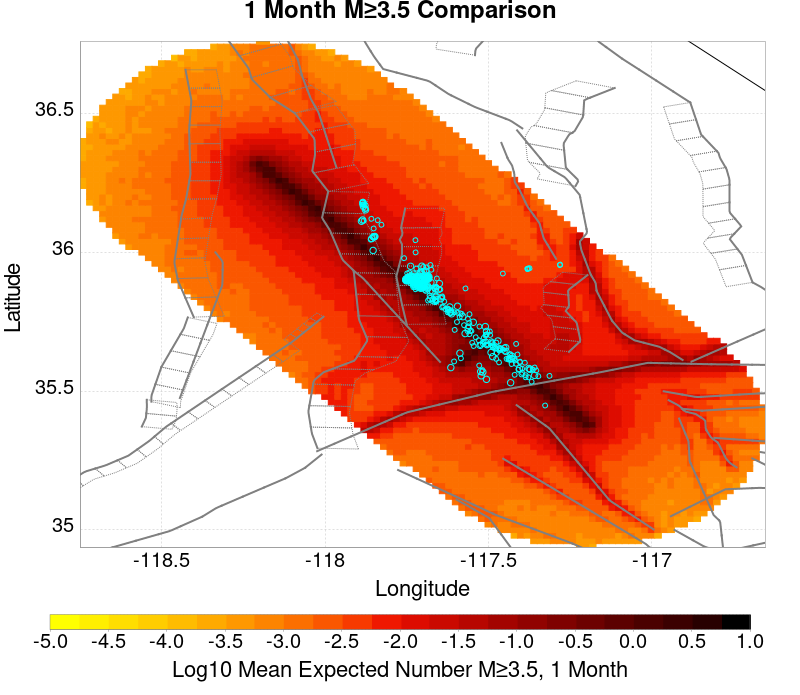 1 Month M≥3.5 Comparison
36.5
36
35.5
35
Latitude
-118.5 -118 -117.5 -117
Longitude
-5.0 -4.5 -4.0 -3.5 -3.0 -2.5 -2.0 -1.5 -1.0 -0.5 0.0 0.5 1.0
Log10 Mean Expected Number M≥3.5, 1 Month